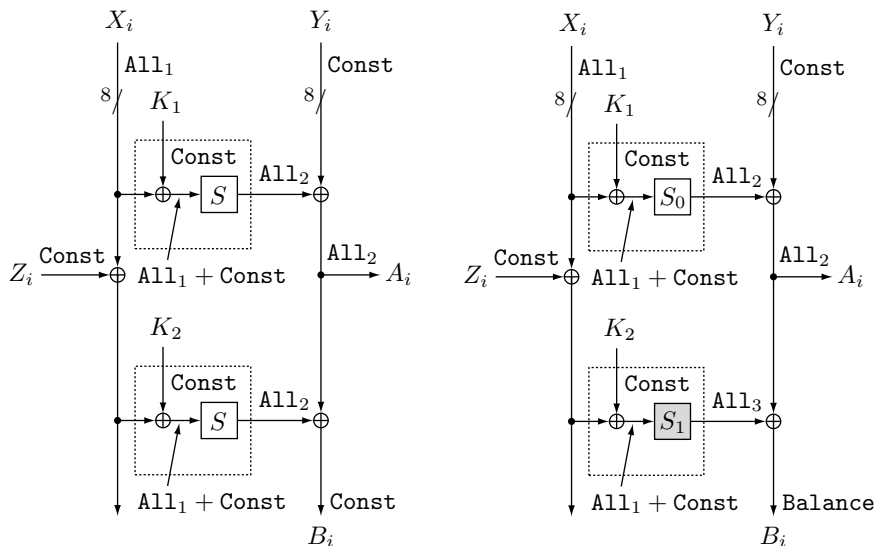 X_i Y_i
All_1 Const
8 8
K_1
Const
All_2
S
All_2
Const
Z_i A_i
All_1 + Const
K_2
Const
All_2
S
All_1 + Const
Const
B_i
X_i Y_i
All_1 Const
8 8
K_1
Const
All_2
S_0
All_2
Const
Z_i A_i
All_1 + Const
K_2
Const
All_3
S_1
All_1 + Const
Balance
B_i